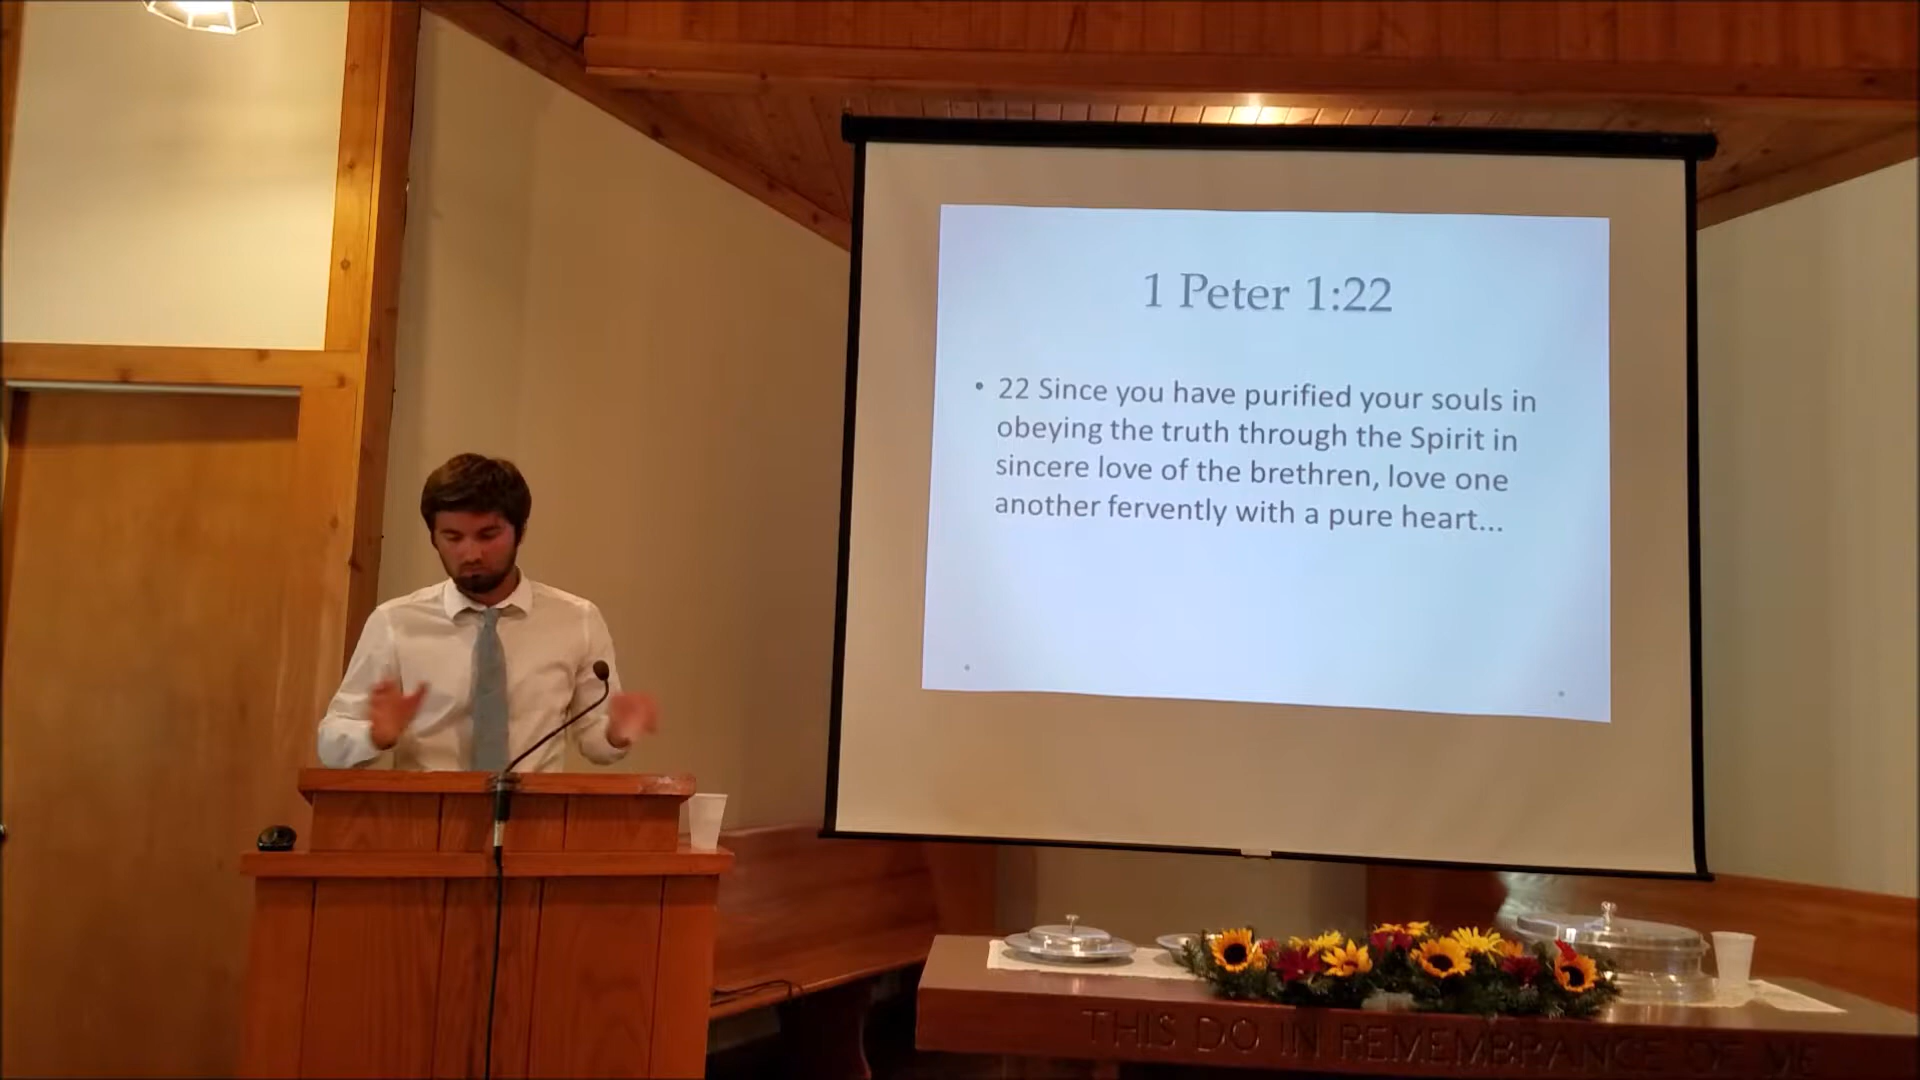 1 Peter 1:22
• 22 Since you have purified your souls in
obeying the truth through the Spirit in
sincere love of the brethren, love one
another fervently with a pure heart...
THIS DO IN REMEMBRANCE OF ME